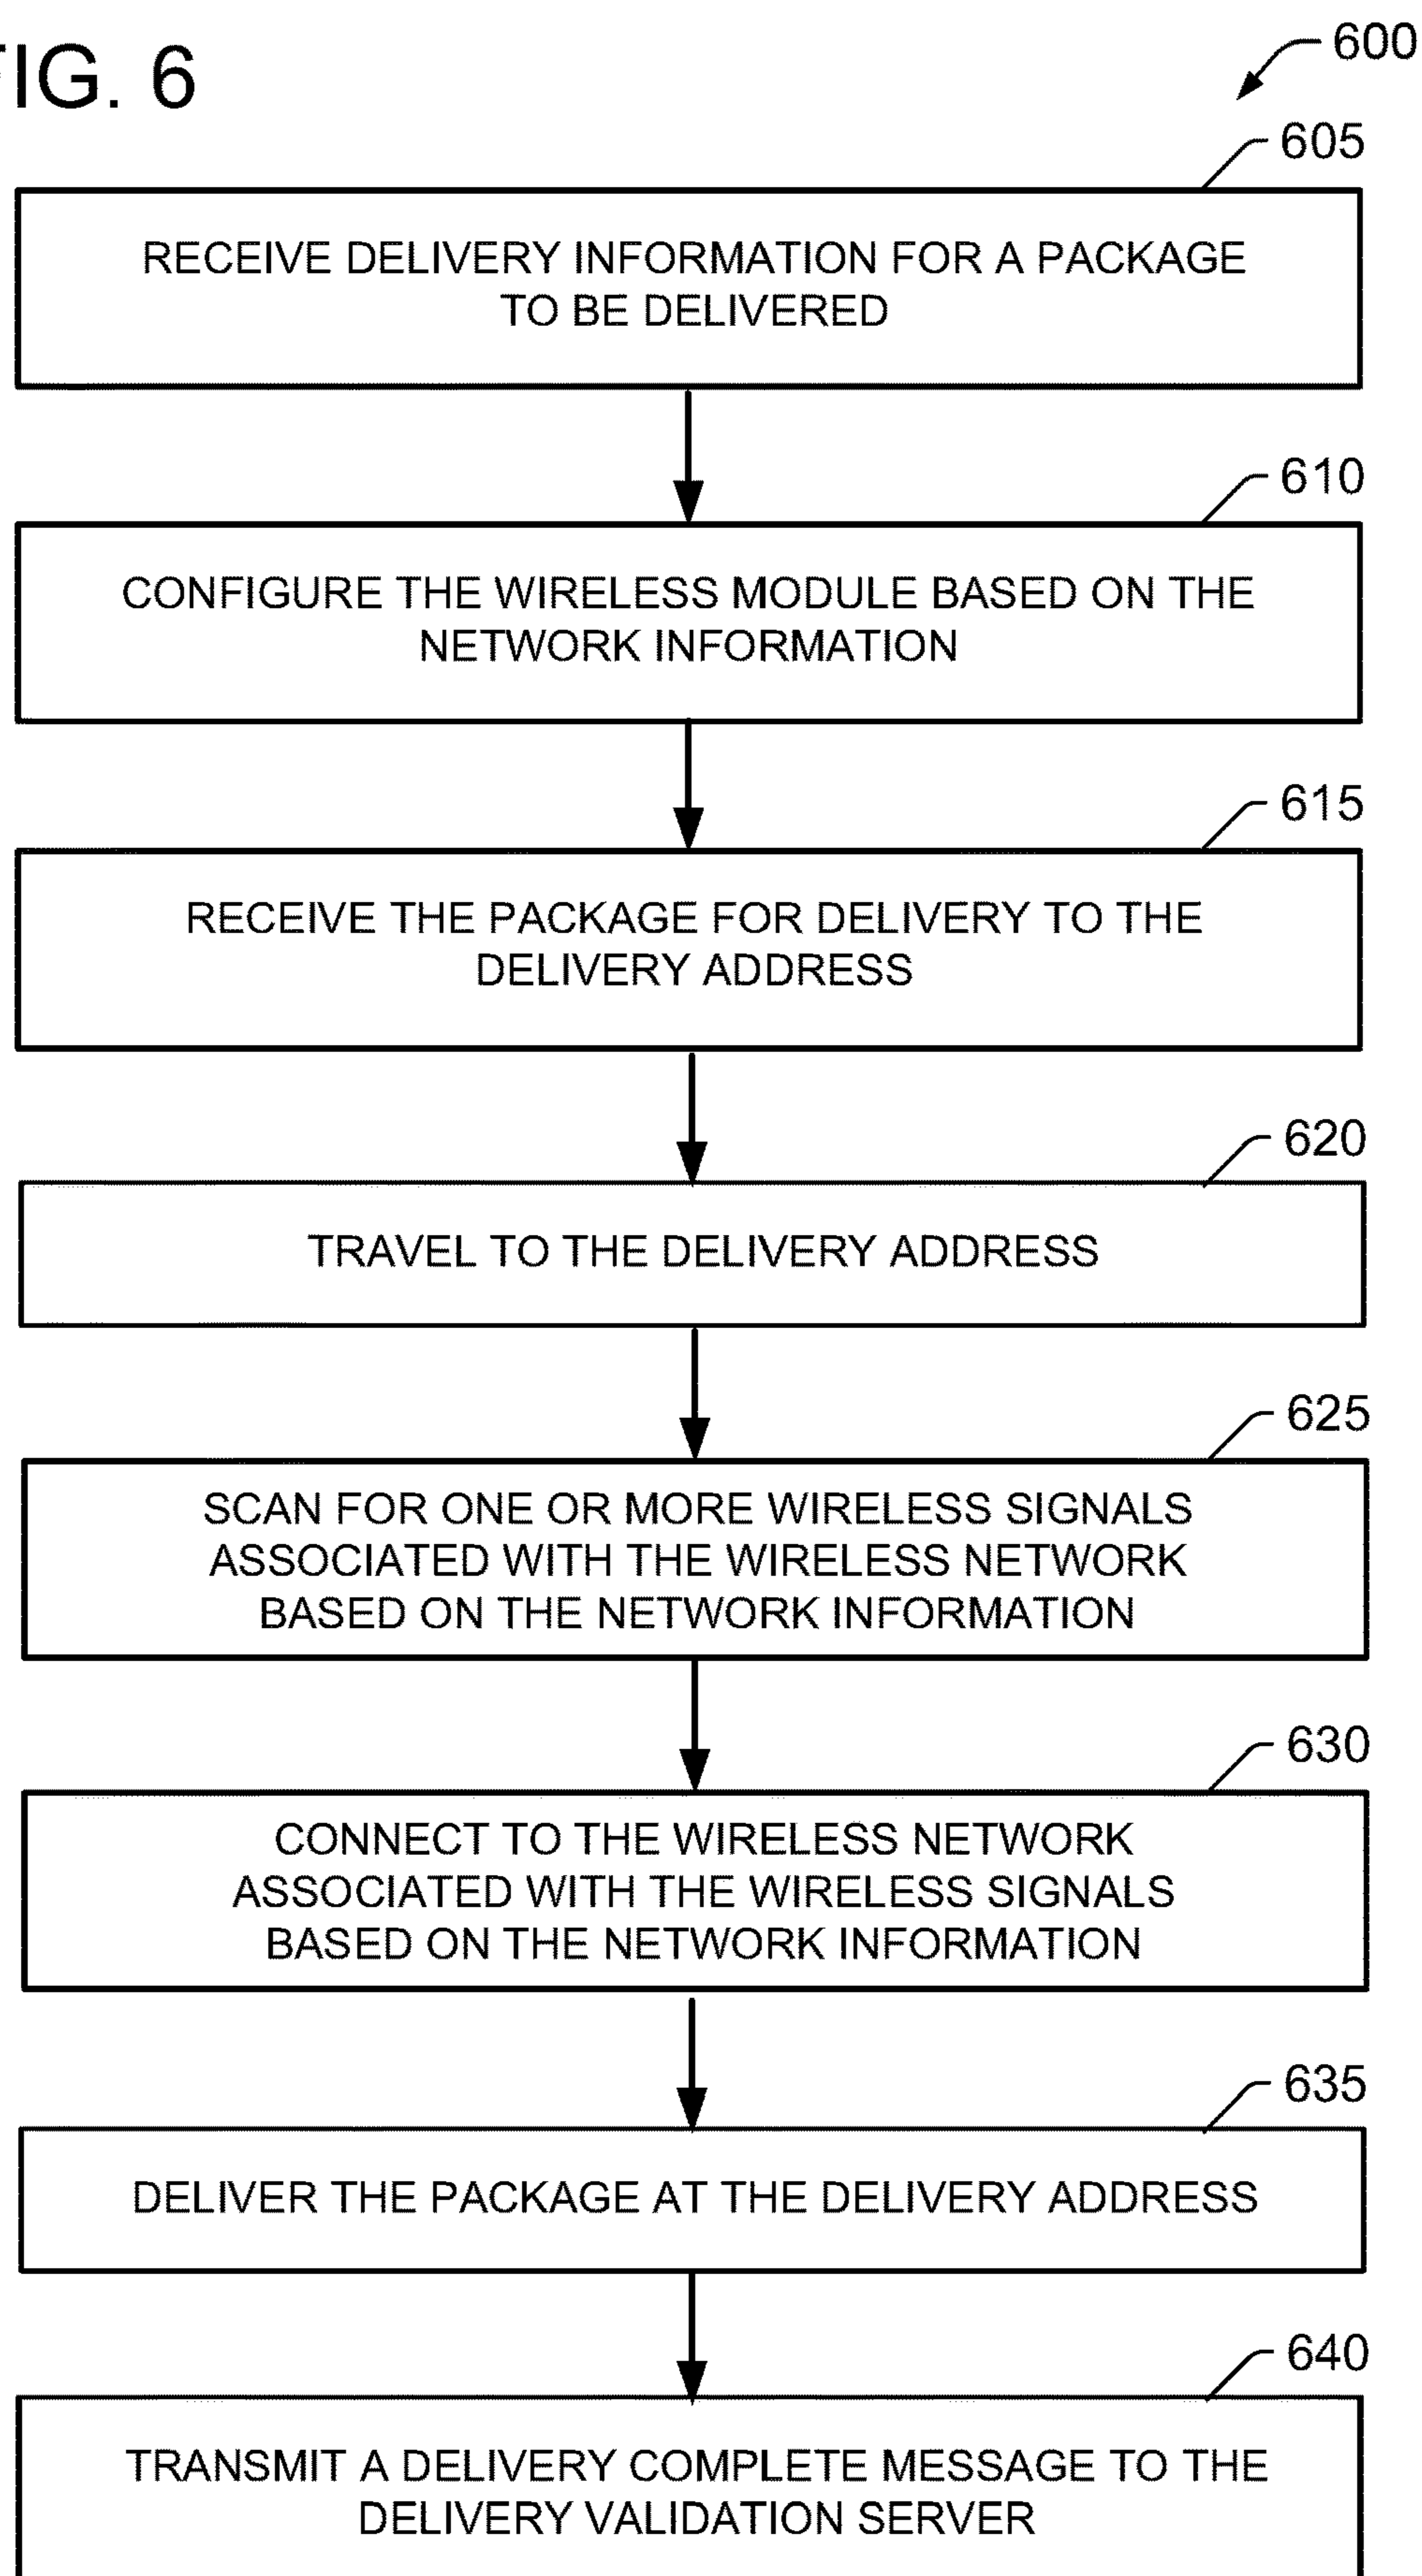 FIG. 6
600
605
RECEIVE DELIVERY INFORMATION FOR A PACKAGE
TO BE DELIVERED
610
CONFIGURE THE WIRELESS MODULE BASED ON THE
NETWORK INFORMATION
615
RECEIVE THE PACKAGE FOR DELIVERY TO THE
DELIVERY ADDRESS
620
TRAVEL TO THE DELIVERY ADDRESS
625
SCAN FOR ONE OR MORE WIRELESS SIGNALS
ASSOCIATED WITH THE WIRELESS NETWORK
BASED ON THE NETWORK INFORMATION
630
CONNECT TO THE WIRELESS NETWORK
ASSOCIATED WITH THE WIRELESS SIGNALS
BASED ON THE NETWORK INFORMATION
635
DELIVER THE PACKAGE AT THE DELIVERY ADDRESS
640
TRANSMIT A DELIVERY COMPLETE MESSAGE TO THE
DELIVERY VALIDATION SERVER